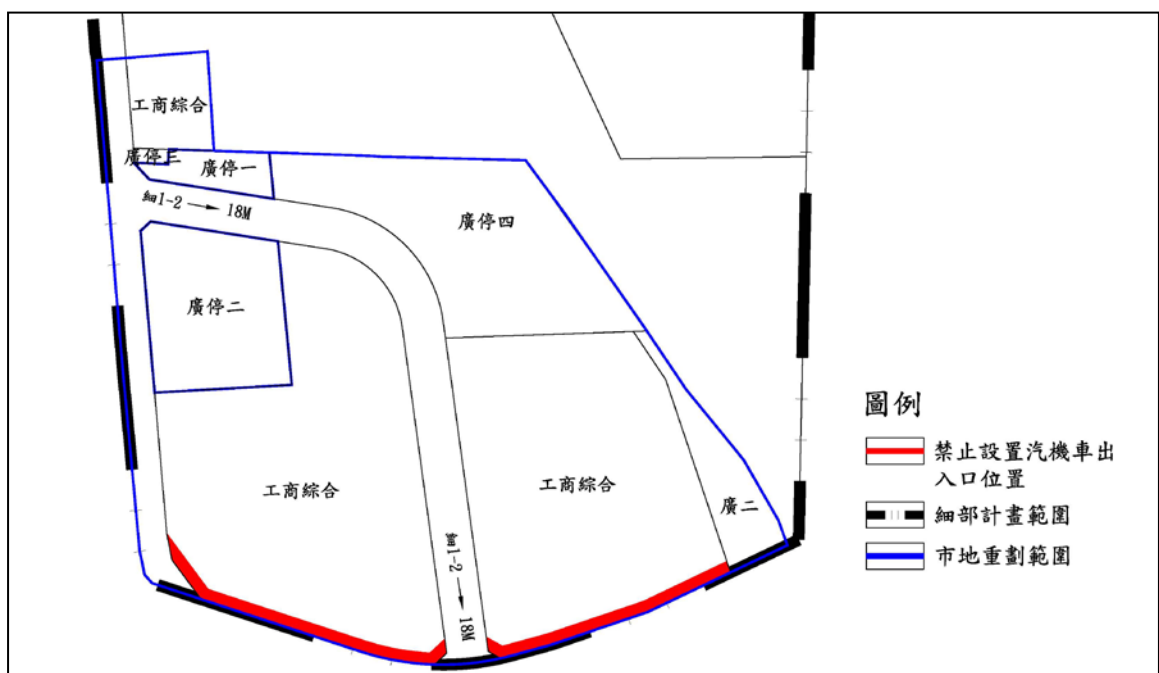 工商綜合
廣停三
廣停一
細1-2 → 18M
廣停四
廣停二
工商綜合
工商綜合
廣二
細1-2 → 18M
圖例
禁止設置汽機車出
入口位置
細部計畫範圍
市地重劃範圍